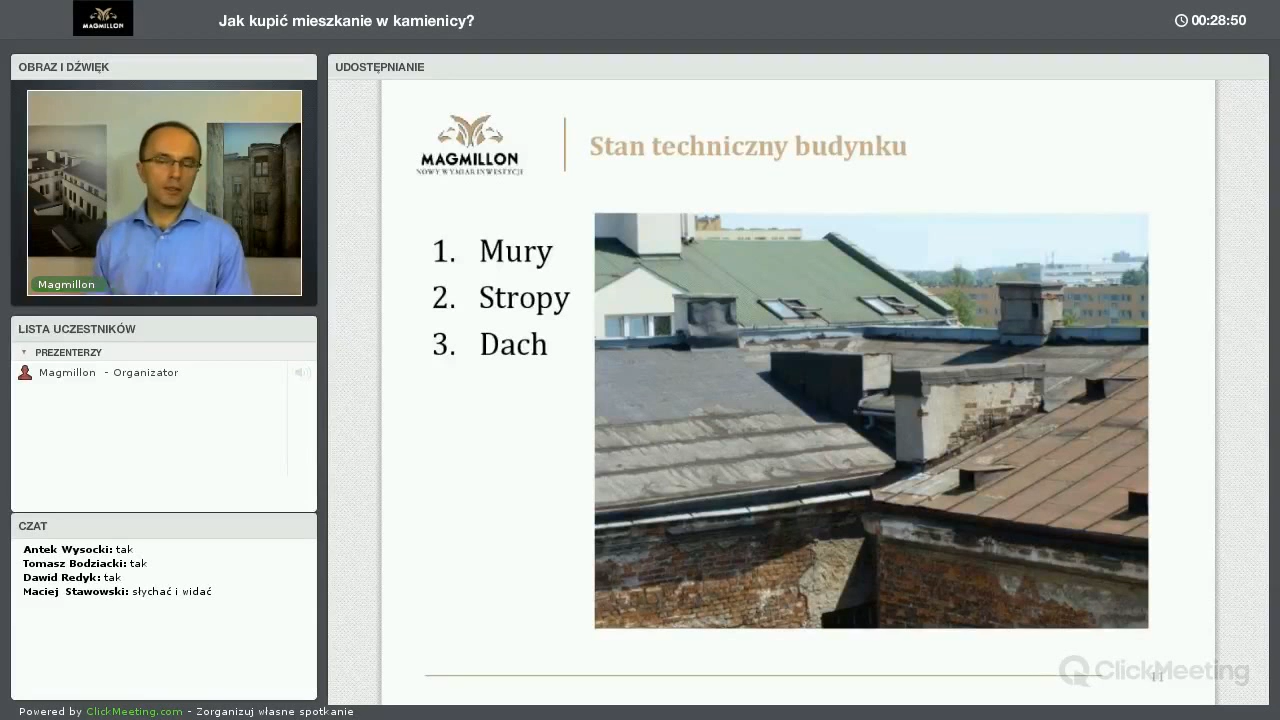 MAGMILLON
Jak kupić mieszkanie w kamienicy?
00:28:50
OBRAZ I DŹWIĘK
Magmillon
LISTA UCZESTNIKÓW
PREZENTERZY
Magmillon - Organizator
CZAT
Antek Wysocki: tak
Tomasz Bodziacki: tak
Dawid Redyk: tak
Maciej Stawowski: słychać i widać
UDOSTĘPNIANIE
MAGMILLON
NOWY WYMIAR INWESTYCJI
Stan techniczny budynku
1. Mury
2. Stropy
3. Dach
ClickMeeting
11
Powered by ClickMeeting.com - Zorganizuj własne spotkanie